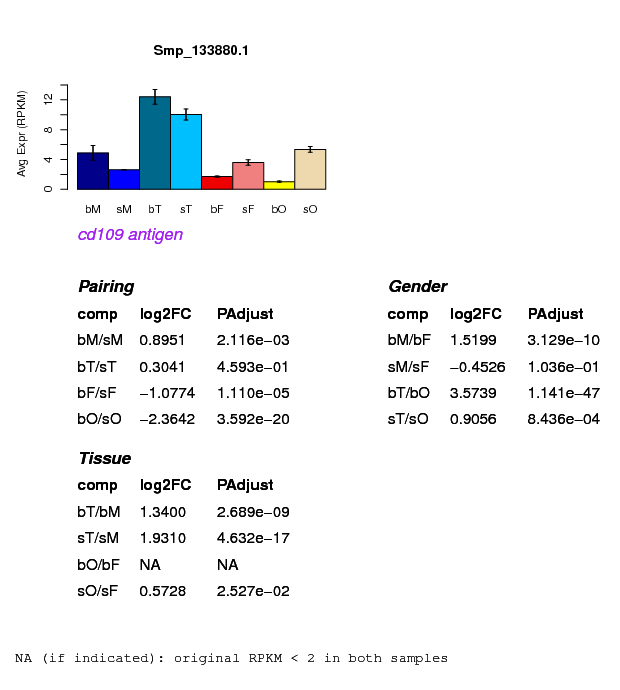 Smp_133880.1
Avg Expr (RPKM)
0 4 8 12
bM sM bT sT bF sF bO sO
cd109 antigen
Pairing
comp log2FC PAdjust
bM/sM 0.8951 2.116e−03
bT/sT 0.3041 4.593e−01
bF/sF −1.0774 1.110e−05
bO/sO −2.3642 3.592e−20
Gender
comp log2FC PAdjust
bM/bF 1.5199 3.129e−10
sM/sF −0.4526 1.036e−01
bT/bO 3.5739 1.141e−47
sT/sO 0.9056 8.436e−04
Tissue
comp log2FC PAdjust
bT/bM 1.3400 2.689e−09
sT/sM 1.9310 4.632e−17
bO/bF NA NA
sO/sF 0.5728 2.527e−02
NA (if indicated): original RPKM < 2 in both samples